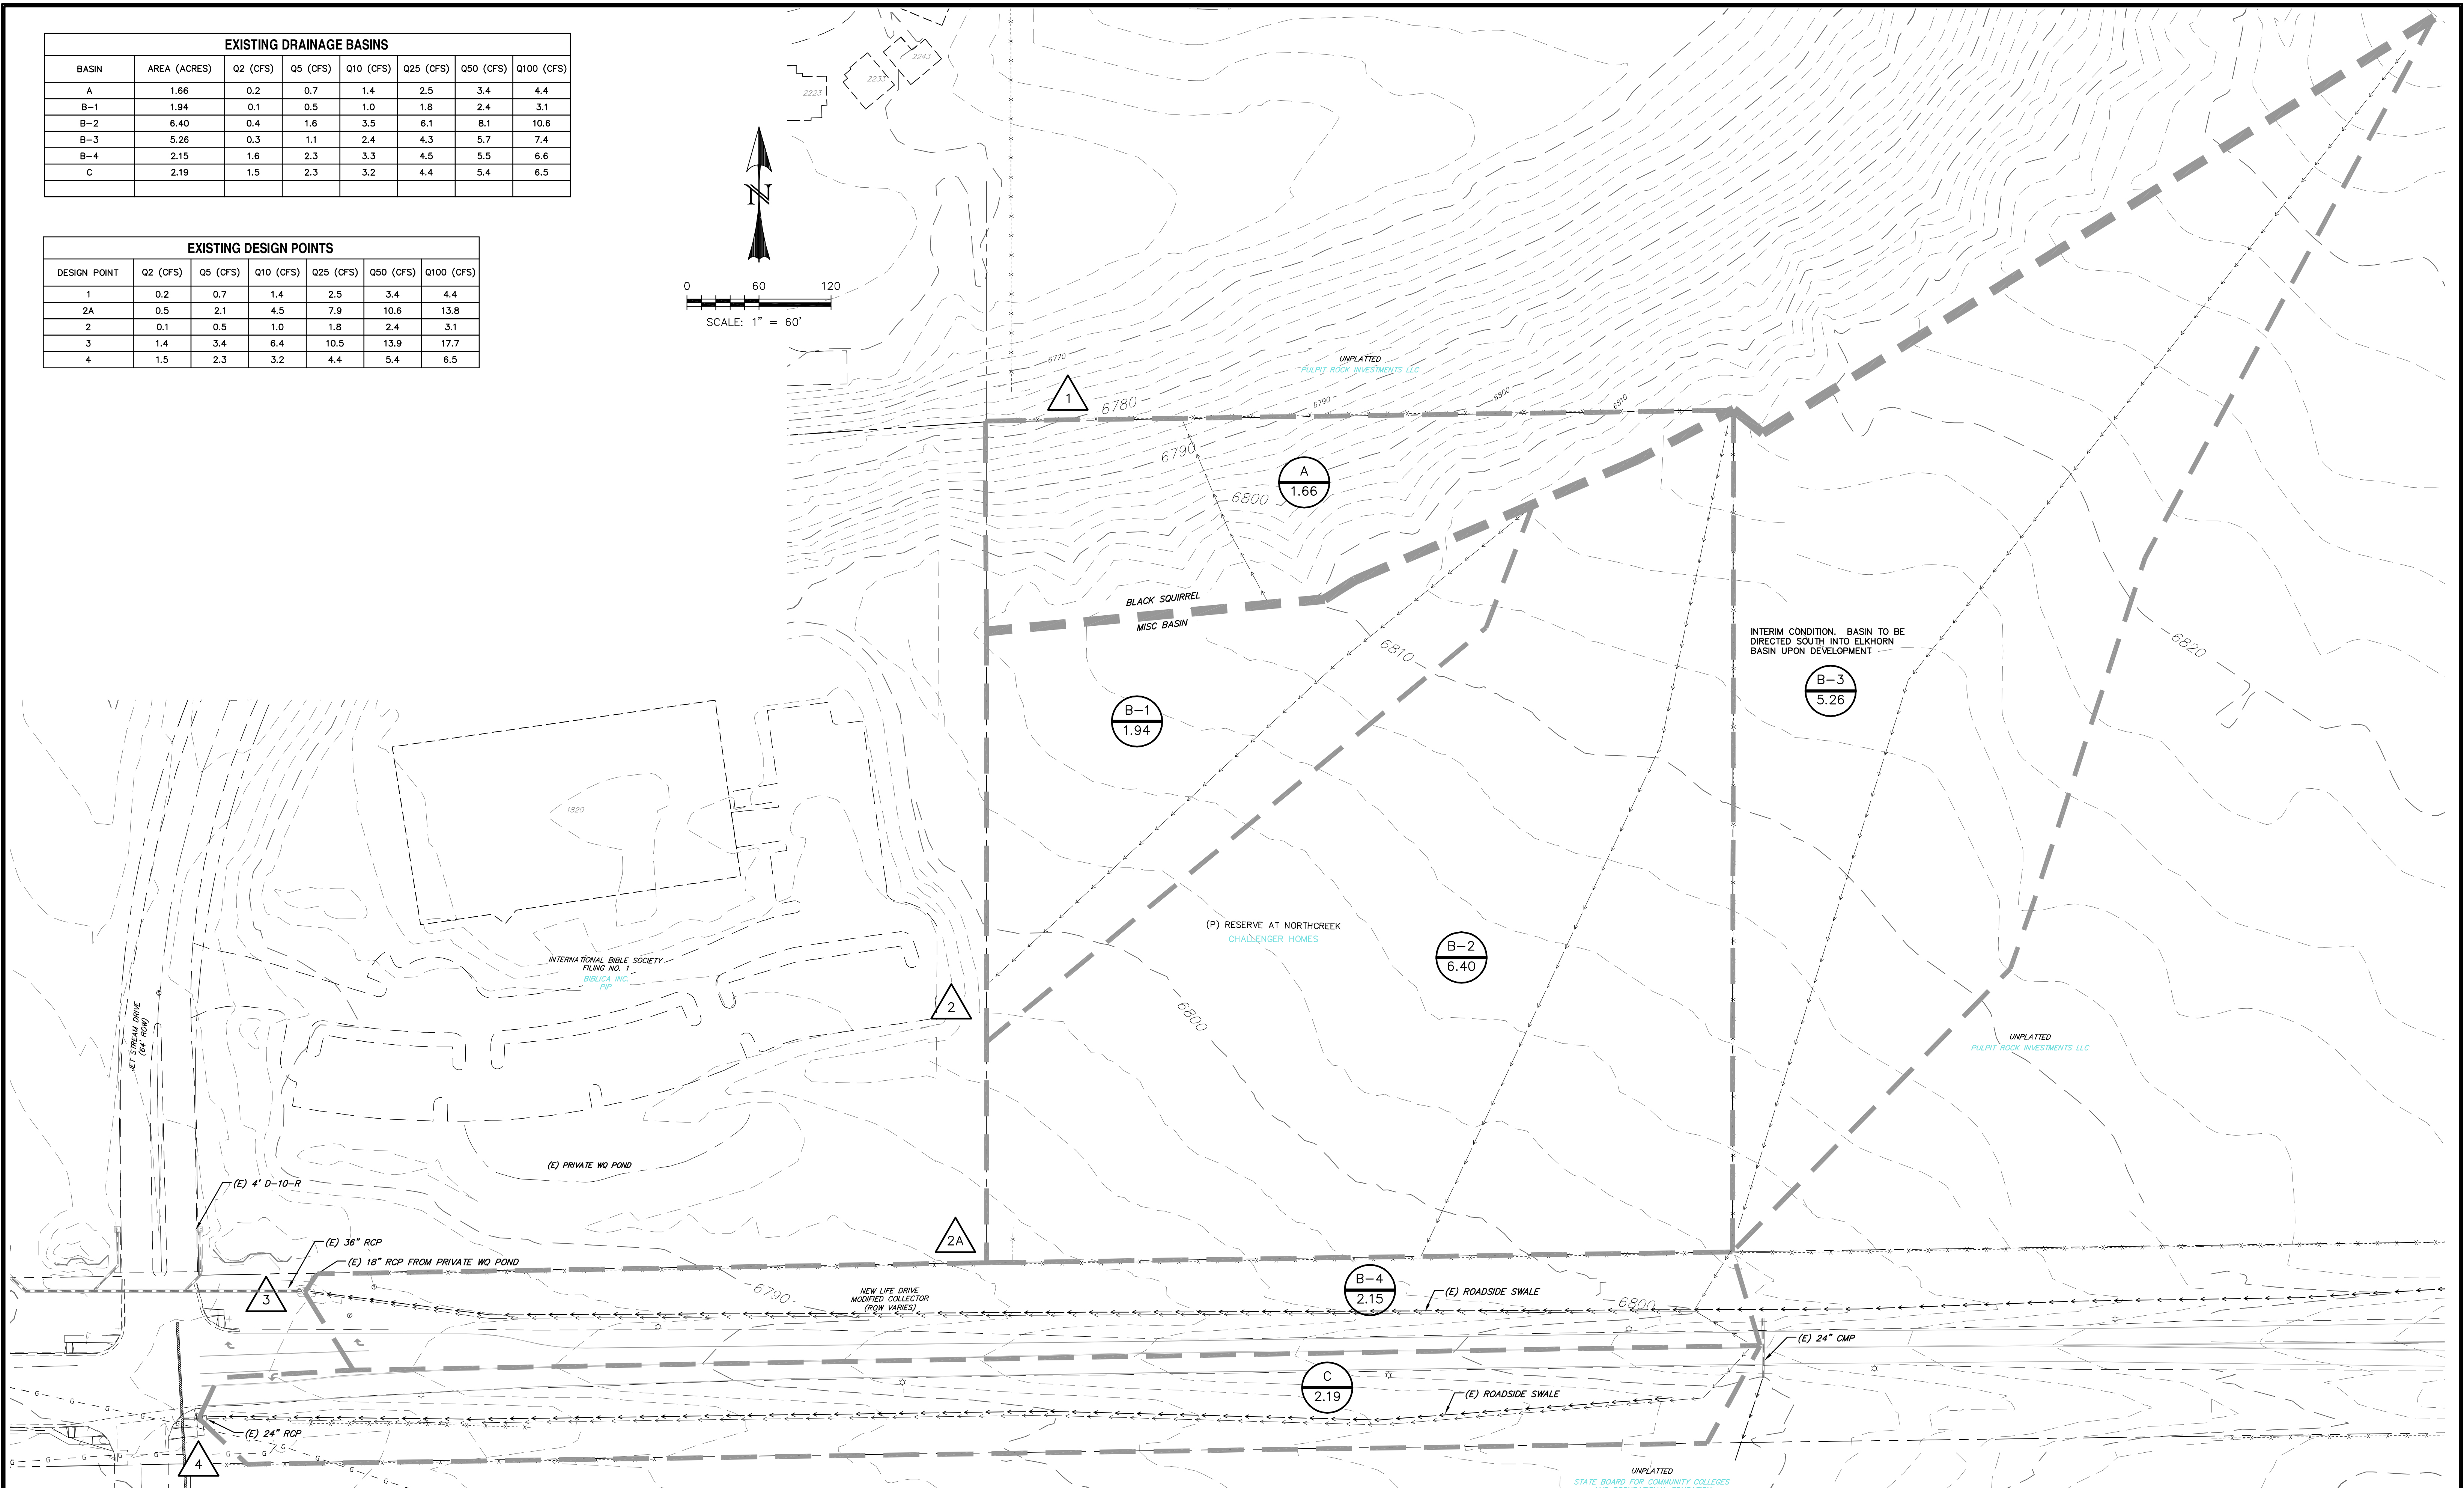 EXISTING DRAINAGE BASINS
BASIN AREA (ACRES) Q2 (CFS) Q5 (CFS) Q10 (CFS) Q25 (CFS) Q50 (CFS) Q100 (CFS)
A 1.66 0.2 0.7 1.4 2.5 3.4 4.4
B-1 1.94 0.1 0.5 1.0 1.8 2.4 3.1
B-2 6.40 0.4 1.6 3.5 6.1 8.1 10.6
B-3 5.26 0.3 1.1 2.4 4.3 5.7 7.4
B-4 2.15 1.6 2.3 3.3 4.5 5.5 6.6
C 2.19 1.5 2.3 3.2 4.4 5.4 6.5
EXISTING DESIGN POINTS
DESIGN POINT Q2 (CFS) Q5 (CFS) Q10 (CFS) Q25 (CFS) Q50 (CFS) Q100 (CFS)
1 0.2 0.7 1.4 2.5 3.4 4.4
2A 0.5 2.1 4.5 7.9 10.6 13.8
2 0.1 0.5 1.0 1.8 2.4 3.1
3 1.4 3.4 6.4 10.5 13.9 17.7
4 1.5 2.3 3.2 4.4 5.4 6.5
2243
2233
2223
N
0 60 120
SCALE: 1" = 60'
6770
UNPLATTED
PULPIT ROCK INVESTMENTS LLC
1
6780
6790
6800
6810
6790
6800
A
1.66
BLACK SQUIRREL
MISC BASIN
6810
INTERIM CONDITION. BASIN TO BE
DIRECTED SOUTH INTO ELKHORN
BASIN UPON DEVELOPMENT
6820
B-3
5.26
B-1
1.94
1820
(P) RESERVE AT NORTHCREEK
CHALLENGER HOMES
B-2
6.40
INTERNATIONAL BIBLE SOCIETY
FILING NO. 1
BIBLICA INC.
PIP
2
6800
JET STREAM DRIVE
(64' ROW)
UNPLATTED
PULPIT ROCK INVESTMENTS LLC
(E) PRIVATE WQ POND
(E) 4' D-10-R
2A
(E) 36" RCP
(E) 18" RCP FROM PRIVATE WQ POND
3
6790
NEW LIFE DRIVE
MODIFIED COLLECTOR
(ROW VARIES)
B-4
2.15
(E) ROADSIDE SWALE
6800
(E) 24" CMP
C
2.19
(E) ROADSIDE SWALE
(E) 24" RCP
4
UNPLATTED
STATE BOARD FOR COMMUNITY COLLEGES